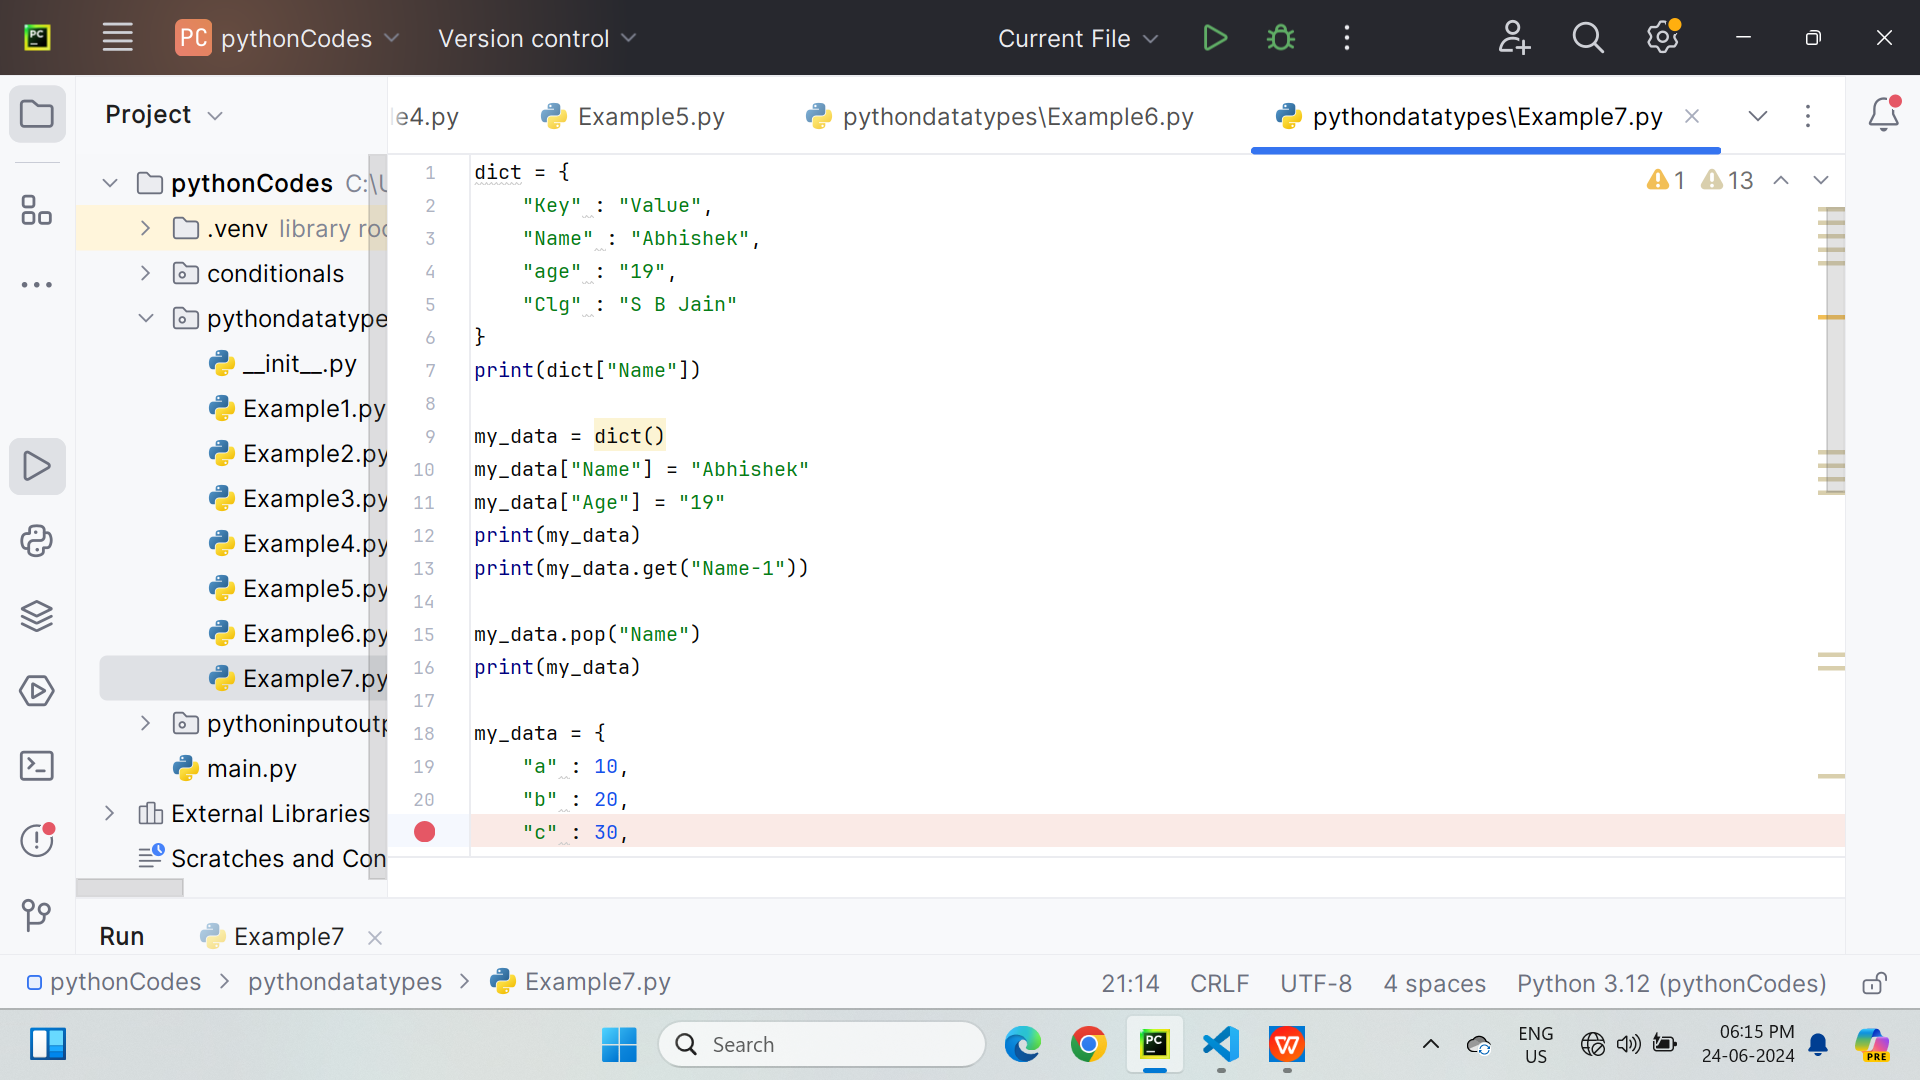 PC pythonCodes Version control Current File
Project
le4.py Example5.py pythondatatypes\Example6.py pythondatatypes\Example7.py
1 13
pythonCodes C:\U
.venv library roo
conditionals
pythondatatype
__init__.py
Example1.py
Example2.py
Example3.py
Example4.py
Example5.py
Example6.py
Example7.py
pythoninputoutp
main.py
External Libraries
Scratches and Con
1 dict = {
2 "Key" : "Value",
3 "Name" : "Abhishek",
4 "age" : "19",
5 "Clg" : "S B Jain"
6 }
7 print(dict["Name"])
8
9 my_data = dict()
10 my_data["Name"] = "Abhishek"
11 my_data["Age"] = "19"
12 print(my_data)
13 print(my_data.get("Name-1"))
14
15 my_data.pop("Name")
16 print(my_data)
17
18 my_data = {
19 "a" : 10,
20 "b" : 20,
"c" : 30,
Run Example7
pythonCodes > pythondatatypes > Example7.py 21:14 CRLF UTF-8 4 spaces Python 3.12 (pythonCodes)
Search
PC
ENG
US
06:15 PM
24-06-2024
PRE